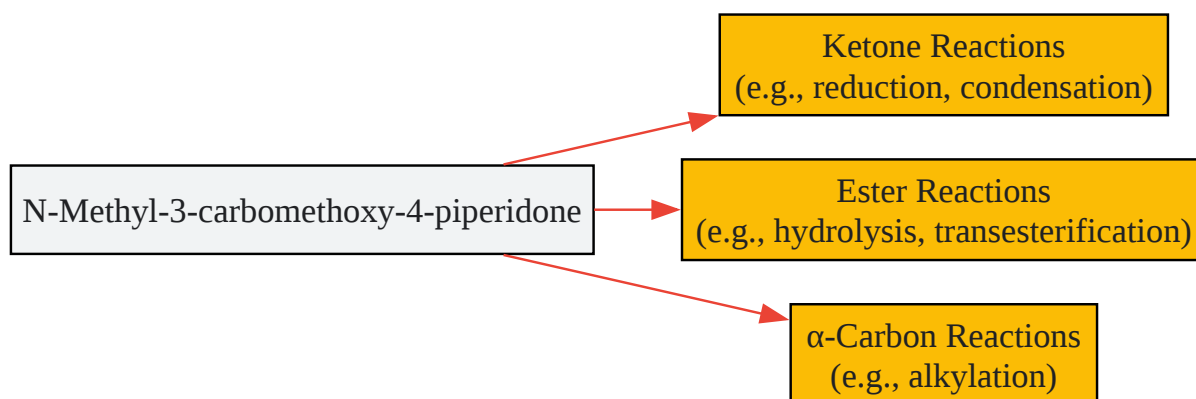 Ketone Reactions
(e.g., reduction, condensation)
N-Methyl-3-carbomethoxy-4-piperidone
Ester Reactions
(e.g., hydrolysis, transesterification)
α-Carbon Reactions
(e.g., alkylation)